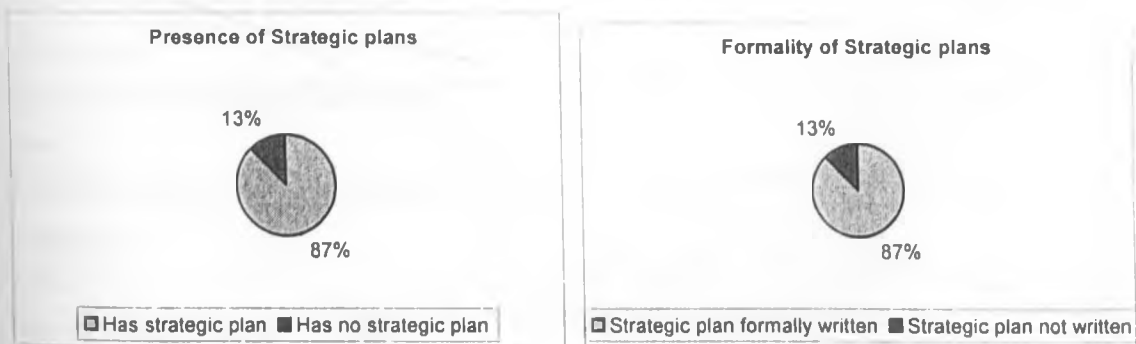 Presence of Strategic plans
13%
87%
Has strategic plan Has no strategic plan
Formality of Strategic plans
13%
87%
Strategic plan formally written Strategic plan not written